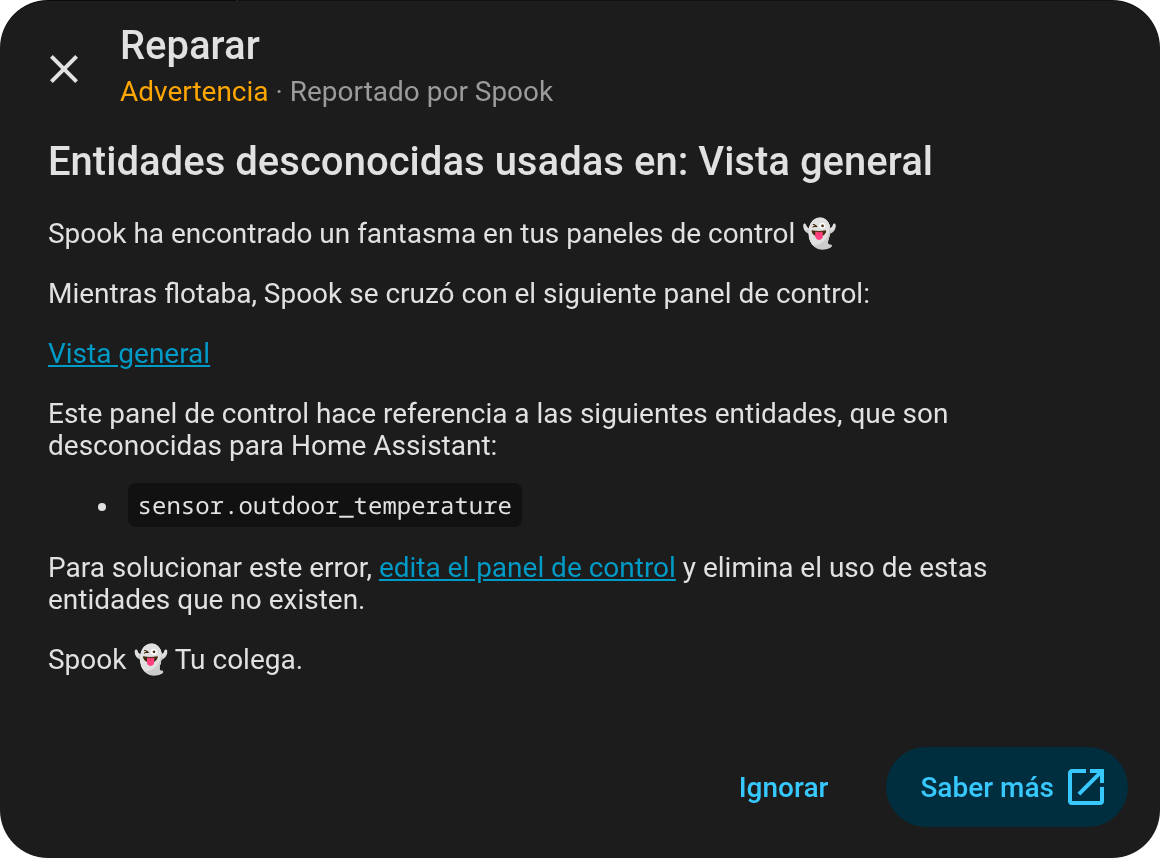 Reparar
Advertencia · Reportado por Spook
Entidades desconocidas usadas en: Vista general
Spook ha encontrado un fantasma en tus paneles de control 👻
Mientras flotaba, Spook se cruzó con el siguiente panel de control:
Vista general
Este panel de control hace referencia a las siguientes entidades, que son
desconocidas para Home Assistant:
• sensor.outdoor_temperature
Para solucionar este error, edita el panel de control y elimina el uso de estas
entidades que no existen.
Spook 👻 Tu colega.
Ignorar
Saber más